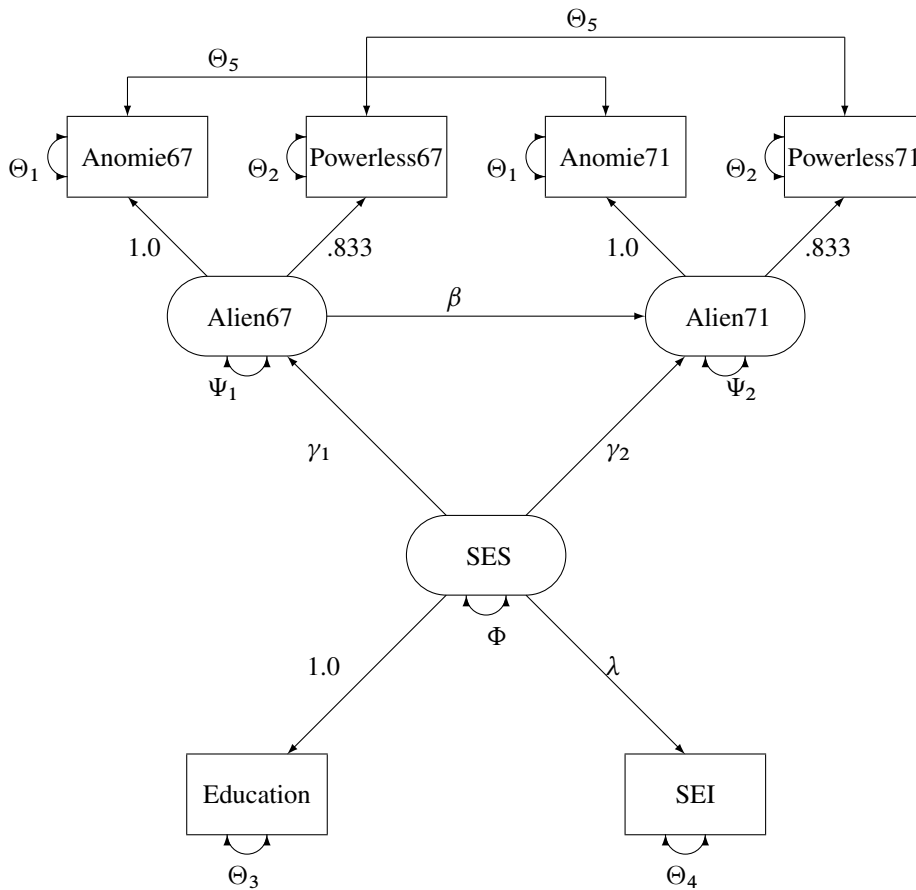 Θ5
Θ5
Θ1 Anomie67 Θ2 Powerless67 Θ1 Anomie71 Θ2 Powerless71
1.0 .833 1.0 .833
Alien67 β Alien71
Ψ1 Ψ2
γ1 γ2
SES
Φ
1.0 λ
Education SEI
Θ3 Θ4